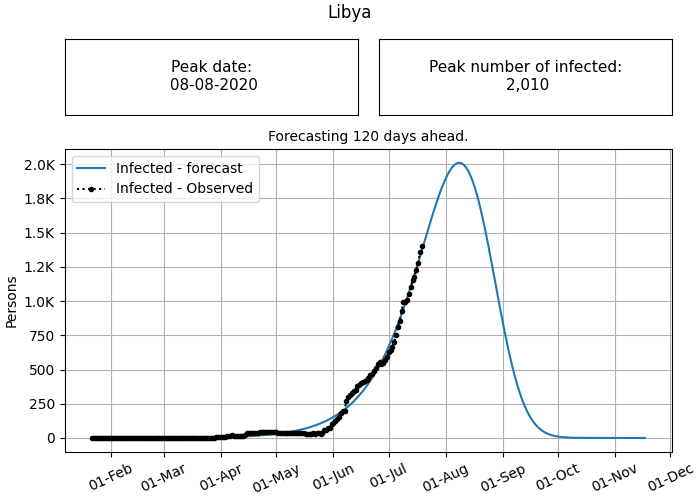 Libya
Peak date:
08-08-2020
Peak number of infected:
2,010
Forecasting 120 days ahead.
Infected - forecast
Infected - Observed
Persons
2.0K
1.8K
1.5K
1.2K
1.0K
750
500
250
0
01-Feb
01-Mar
01-Apr
01-May
01-Jun
01-Jul
01-Aug
01-Sep
01-Oct
01-Nov
01-Dec